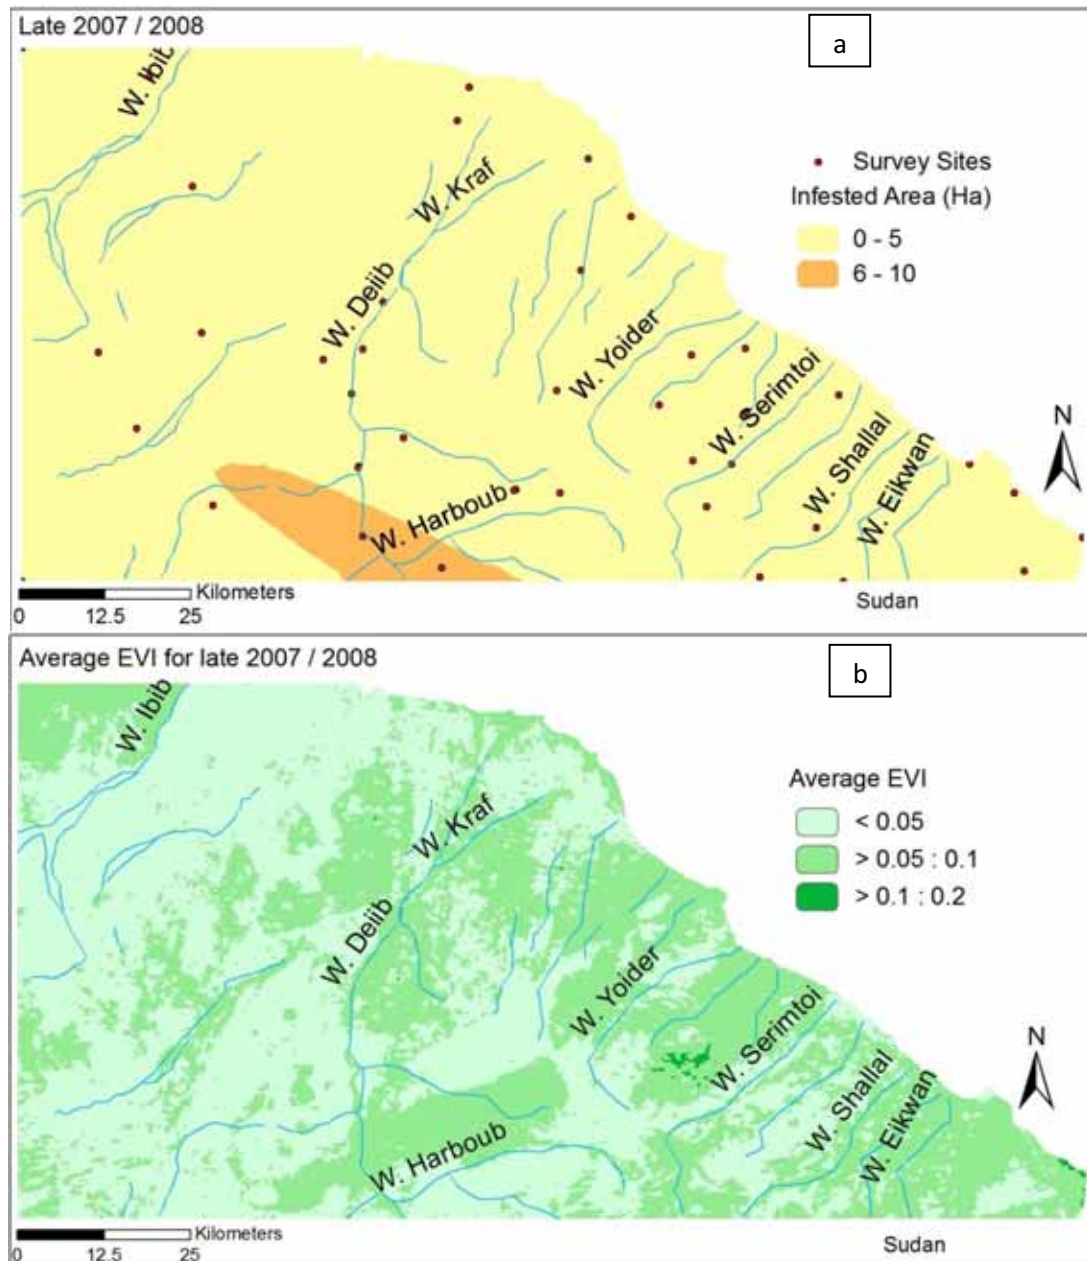 Late 2007 / 2008
a
W. Ibib
W. Kraf
Survey Sites
Infested Area (Ha)
0 - 5
6 - 10
W. Deiib
W. Yoider
W. Serimtoi
W. Shallal
W. Eikwan
N
W. Harboub
Kilometers
0 12.5 25
Sudan
Average EVI for late 2007 / 2008
b
W. Ibib
Average EVI
< 0.05
> 0.05 : 0.1
> 0.1 : 0.2
W. Kraf
W. Deiib
W. Yoider
W. Serimtoi
W. Shallal
W. Eikwan
N
W. Harboub
Kilometers
0 12.5 25
Sudan